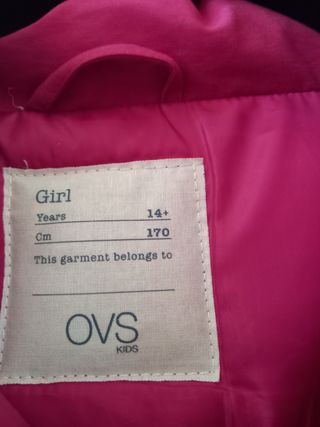 Girl
Years 14+
Cm 170
This garment belongs to
OVS
KIDS